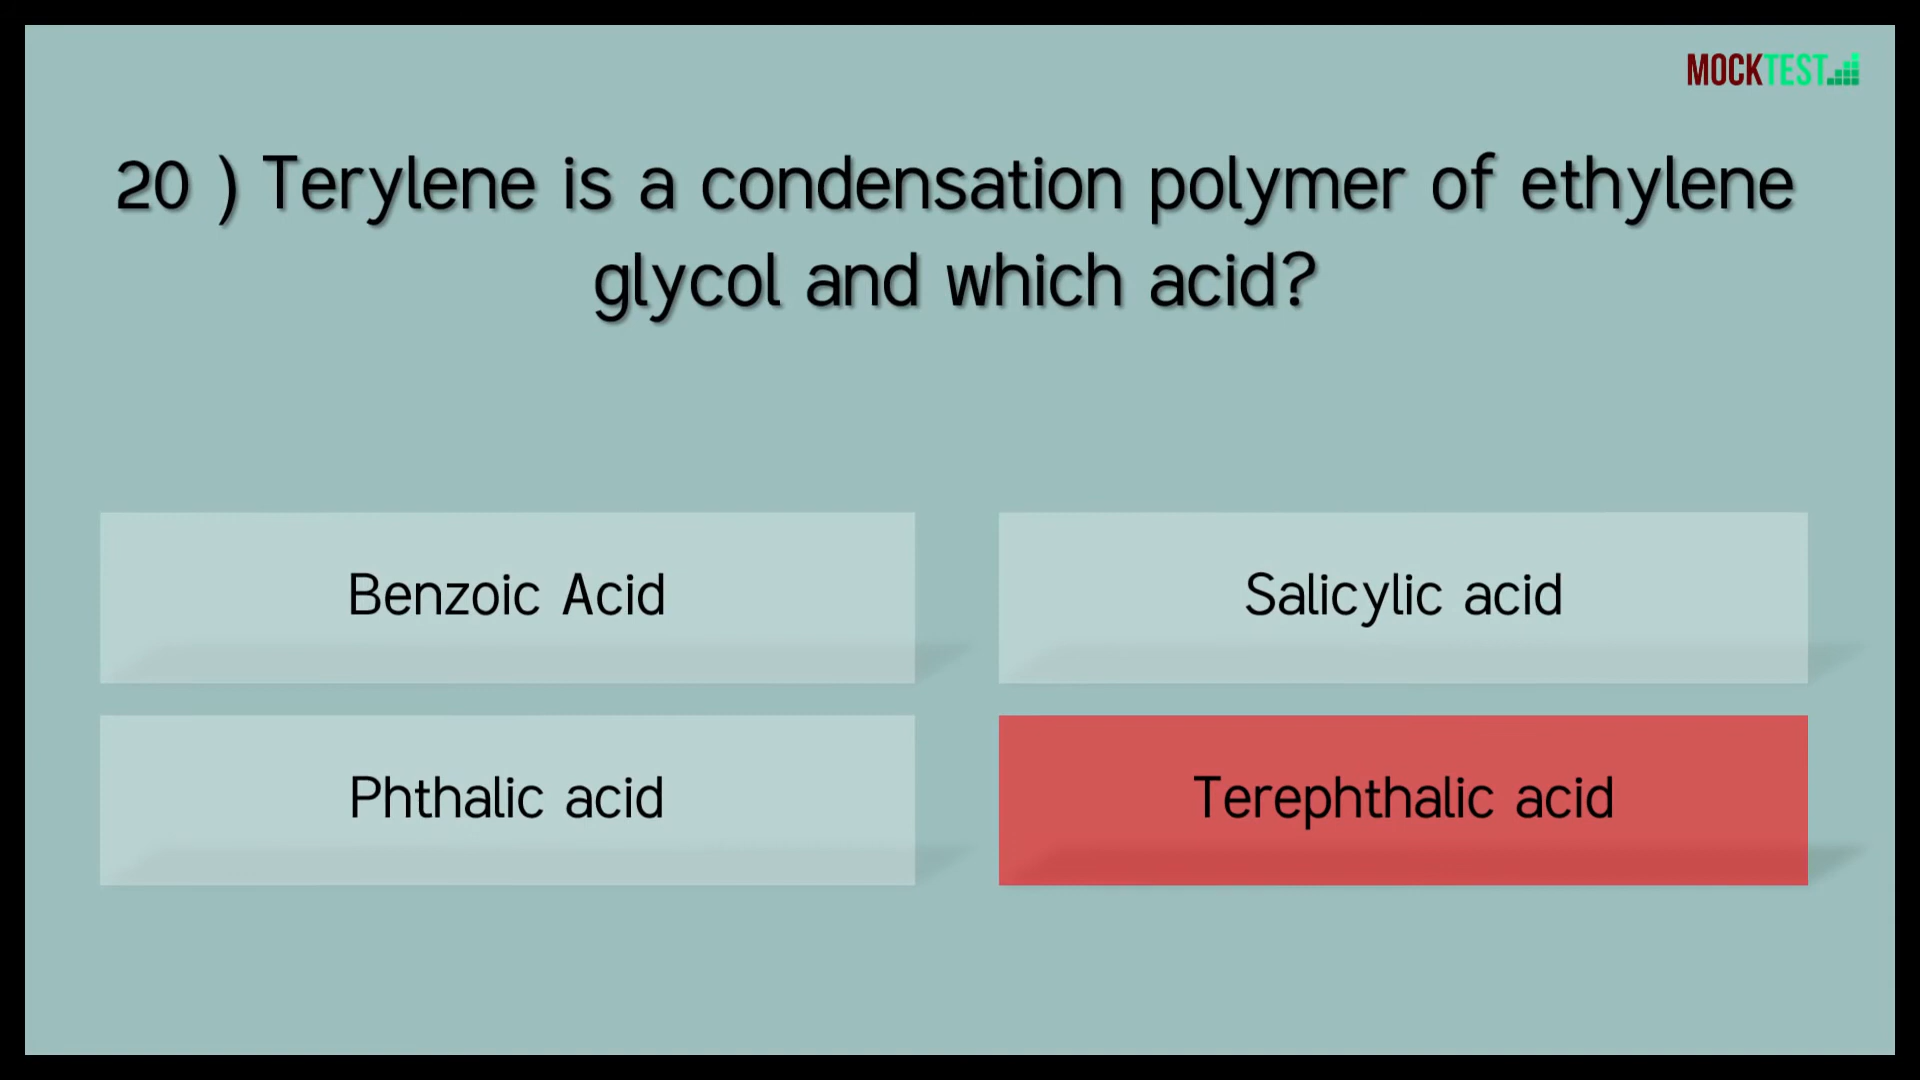 MOCKTEST
20 ) Terylene is a condensation polymer of ethylene
glycol and which acid?
Benzoic Acid
Salicylic acid
Phthalic acid
Terephthalic acid